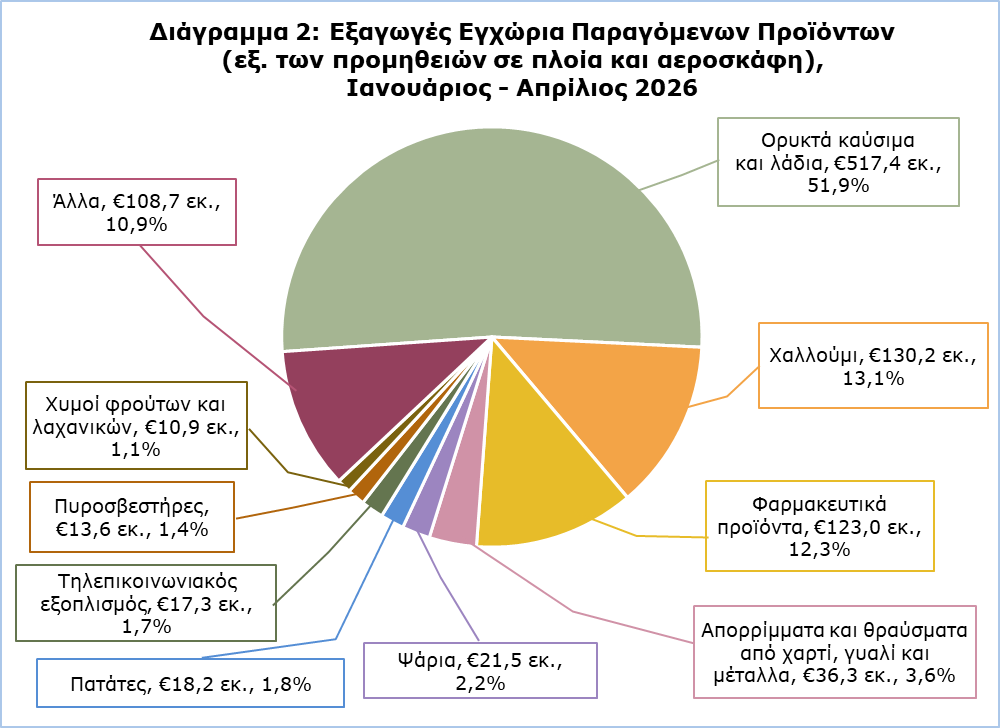 Διάγραμμα 2: Εξαγωγές Εγχώρια Παραγόμενων Προϊόντων
(εξ. των προμηθειών σε πλοία και αεροσκάφη),
Ιανουάριος - Απρίλιος 2026
Ορυκτά καύσιμα
και λάδια, €517,4 εκ.,
51,9%
Άλλα, €108,7 εκ.,
10,9%
Χαλλούμι, €130,2 εκ.,
13,1%
Χυμοί φρούτων και
λαχανικών, €10,9 εκ.,
1,1%
Πυροσβεστήρες,
€13,6 εκ., 1,4%
Φαρμακευτικά
προϊόντα, €123,0 εκ.,
12,3%
Τηλεπικοινωνιακός
εξοπλισμός, €17,3 εκ.,
1,7%
Απορρίμματα και θραύσματα
από χαρτί, γυαλί και
μέταλλα, €36,3 εκ., 3,6%
Ψάρια, €21,5 εκ.,
2,2%
Πατάτες, €18,2 εκ., 1,8%